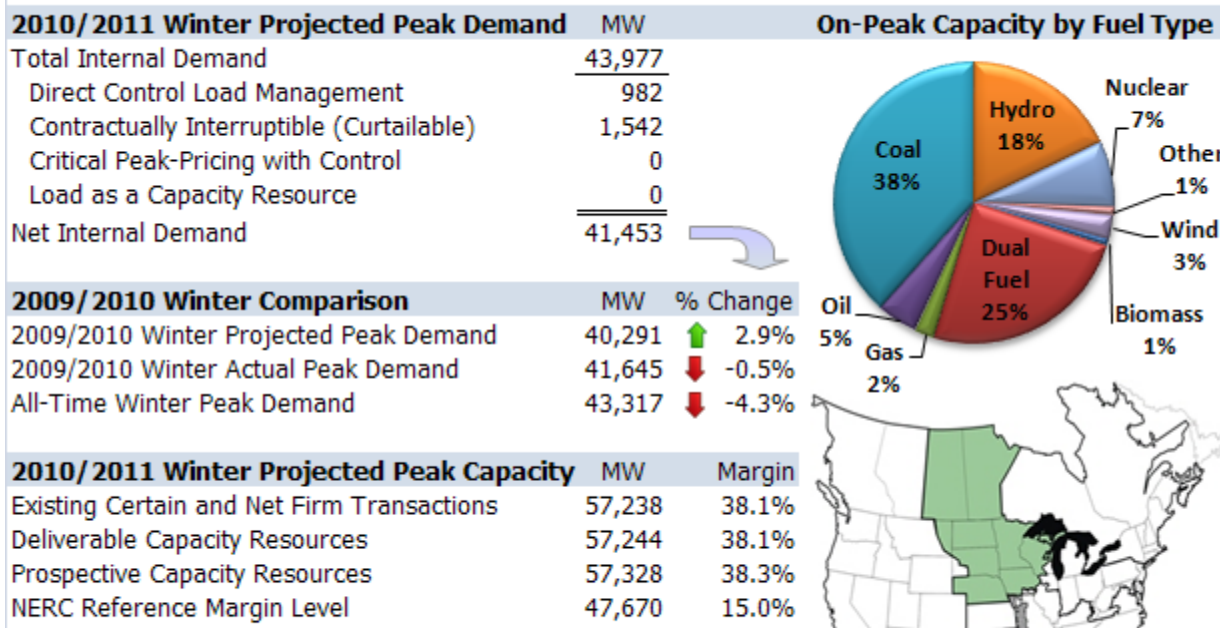 2010/2011 Winter Projected Peak Demand MW
Total Internal Demand 43,977
Direct Control Load Management 982
Contractually Interruptible (Curtailable) 1,542
Critical Peak-Pricing with Control 0
Load as a Capacity Resource 0
Net Internal Demand 41,453
2009/2010 Winter Comparison MW % Change
2009/2010 Winter Projected Peak Demand 40,291 2.9%
2009/2010 Winter Actual Peak Demand 41,645 -0.5%
All-Time Winter Peak Demand 43,317 -4.3%
2010/2011 Winter Projected Peak Capacity MW Margin
Existing Certain and Net Firm Transactions 57,238 38.1%
Deliverable Capacity Resources 57,244 38.1%
Prospective Capacity Resources 57,328 38.3%
NERC Reference Margin Level 47,670 15.0%
On-Peak Capacity by Fuel Type
Hydro
18%
Nuclear
7%
Other
1%
Wind
3%
Biomass
1%
Dual
Fuel
25%
Gas
2%
Oil
5%
Coal
38%